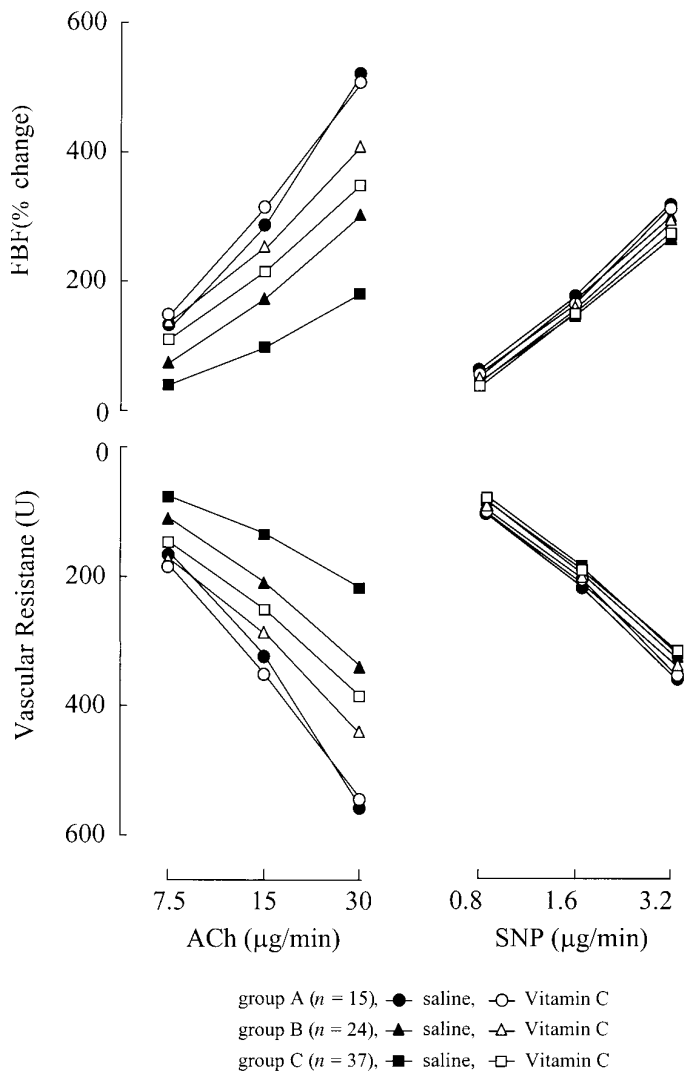 600
400
200
0
FBF(% change)
0
200
400
600
Vascular Resistane (U)
7.5 15 30 0.8 1.6 3.2
ACh (μg/min) SNP (μg/min)
group A (n = 15), saline, Vitamin C
group B (n = 24), saline, Vitamin C
group C (n = 37), saline, Vitamin C